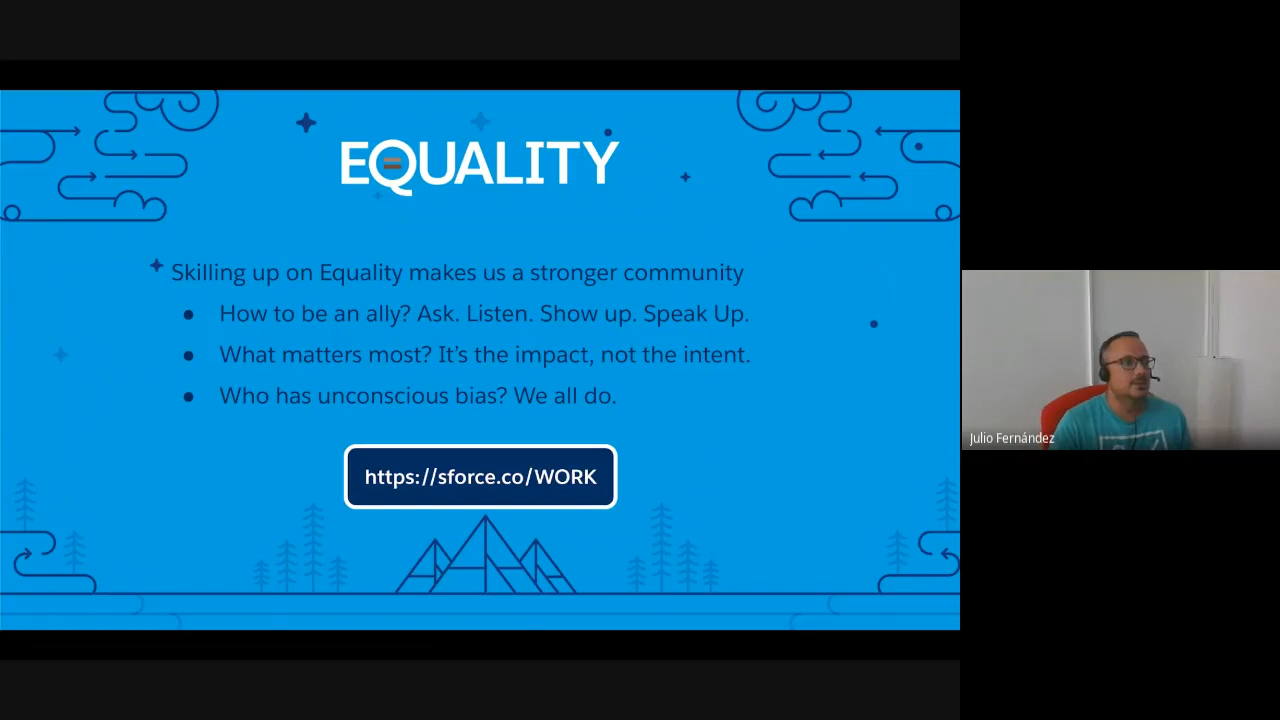 EQUALITY
Skilling up on Equality makes us a stronger community
● How to be an ally? Ask. Listen. Show up. Speak Up.
● What matters most? It’s the impact, not the intent.
● Who has unconscious bias? We all do.
https://sforce.co/WORK
Julio Fernández